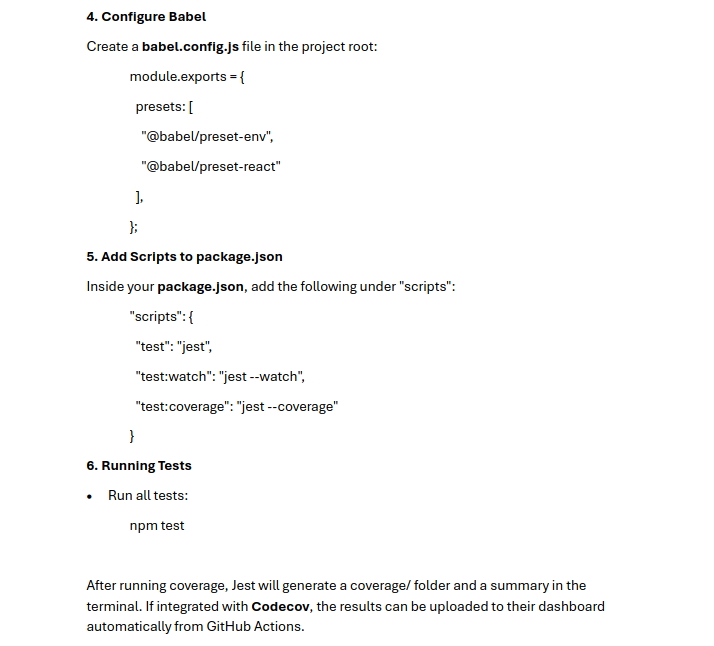 4. Configure Babel
Create a babel.config.js file in the project root:
module.exports = {
presets: [
"@babel/preset-env",
"@babel/preset-react"
],
};
5. Add Scripts to package.json
Inside your package.json, add the following under "scripts":
"scripts": {
"test": "jest",
"test:watch": "jest --watch",
"test:coverage": "jest --coverage"
}
6. Running Tests
• Run all tests:
npm test
After running coverage, Jest will generate a coverage/ folder and a summary in the
terminal. If integrated with Codecov, the results can be uploaded to their dashboard
automatically from GitHub Actions.